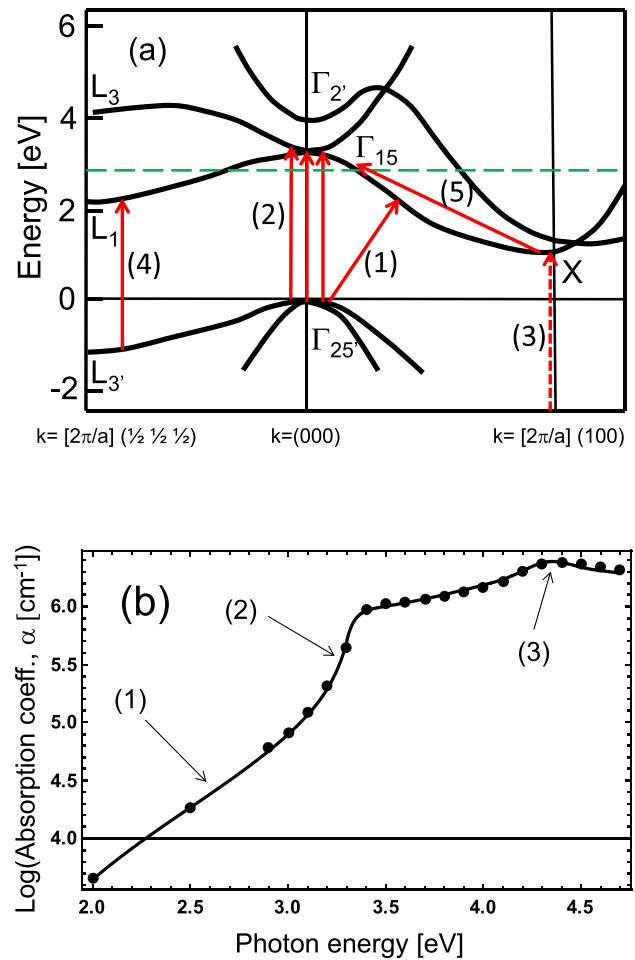 6
(a)
Γ2'
L3
4
Γ15
Energy [eV]
(2)
(5)
2
L1
(4)
(1)
X
0
Γ25'
(3)
L3'
-2
k= [2π/a] (½ ½ ½)
k=(000)
k= [2π/a] (100)
Log(Absorption coeff., α [cm-1])
(b)
6.0
(2)
(3)
5.5
(1)
5.0
4.5
4.0
2.0 2.5 3.0 3.5 4.0 4.5
Photon energy [eV]